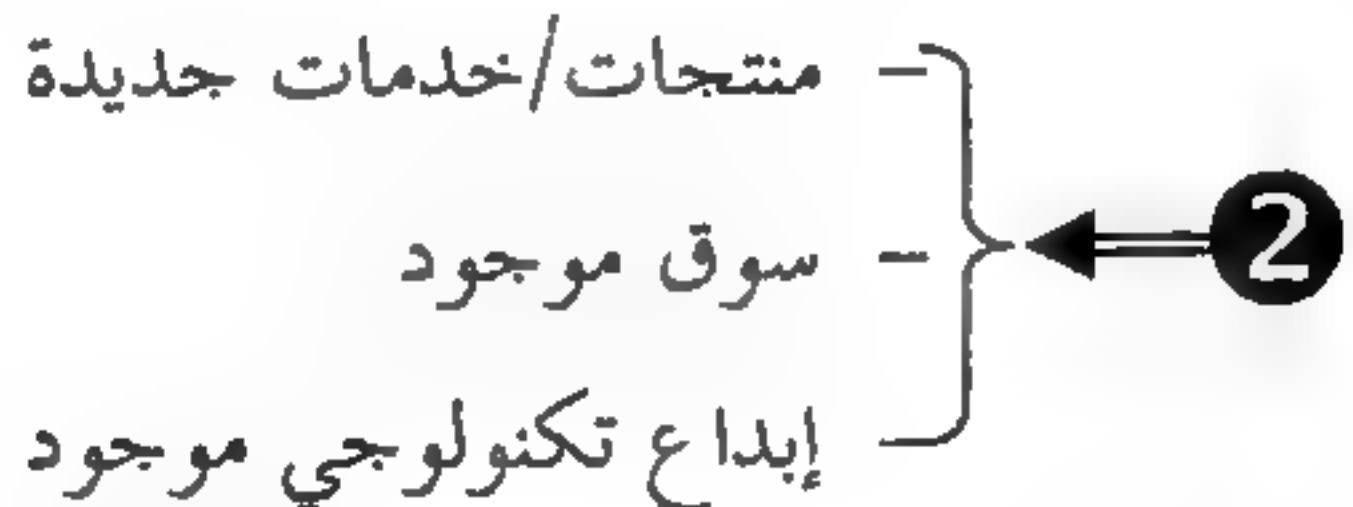 - منتجات/خدمات جديدة
2
- سوق موجود
- إبداع تكنولوجي موجود